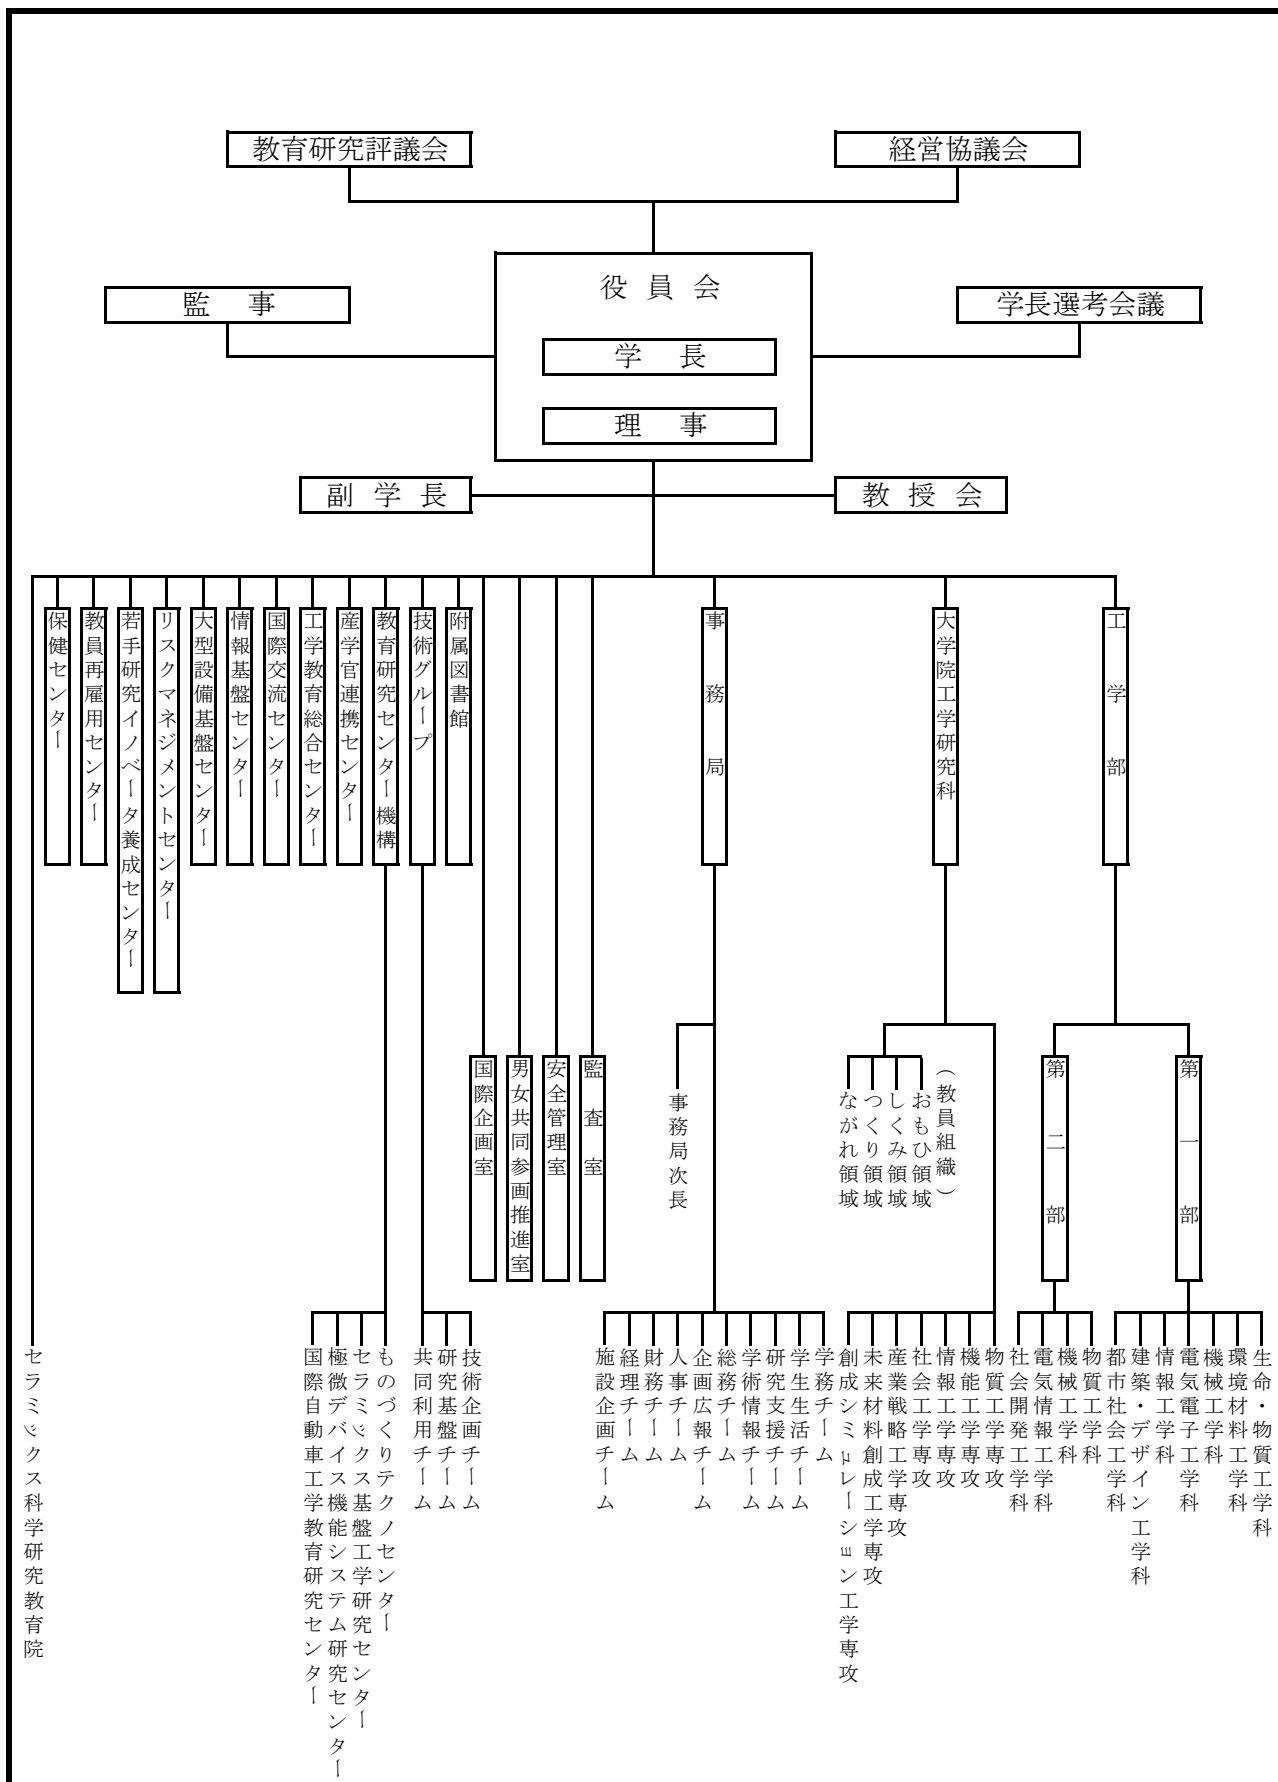 教育研究評議会
経営協議会
役員会
監事
学長選考会議
学長
理事
副学長
教授会
工学部
大学院工学研究科
事務局
附属図書館
技術グループ
教育研究センター機構
産学官連携センター
工学教育総合センター
国際交流センター
情報基盤センター
大型設備基盤センター
リスクマネジメントセンター
若手研究イノベータ養成センター
教員再雇用センター
保健センター
第一部
第二部
（教員組織）
おもひ領域
しくみ領域
つくり領域
ながれ領域
事務局次長
監査室
安全管理室
男女共同参画推進室
国際企画室
生命・物質工学科
環境材料工学科
機械工学科
電気電子工学科
情報工学科
建築・デザイン工学科
都市社会工学科
物質工学科
機械工学科
電気情報工学科
社会開発工学科
物質工学専攻
機能工学専攻
情報工学専攻
社会工学専攻
産業戦略工学専攻
未来材料創成工学専攻
創成シミュレーション工学専攻
学務チーム
学生生活チーム
研究支援チーム
学術情報チーム
総務チーム
企画広報チーム
人事チーム
財務チーム
経理チーム
施設企画チーム
技術企画チーム
研究基盤チーム
共同利用チーム
ものづくりテクノセンター
セラミックス基盤工学研究センター
極微デバイス機能システム研究センター
国際自動車工学教育研究センター
セラミックス科学研究教育院